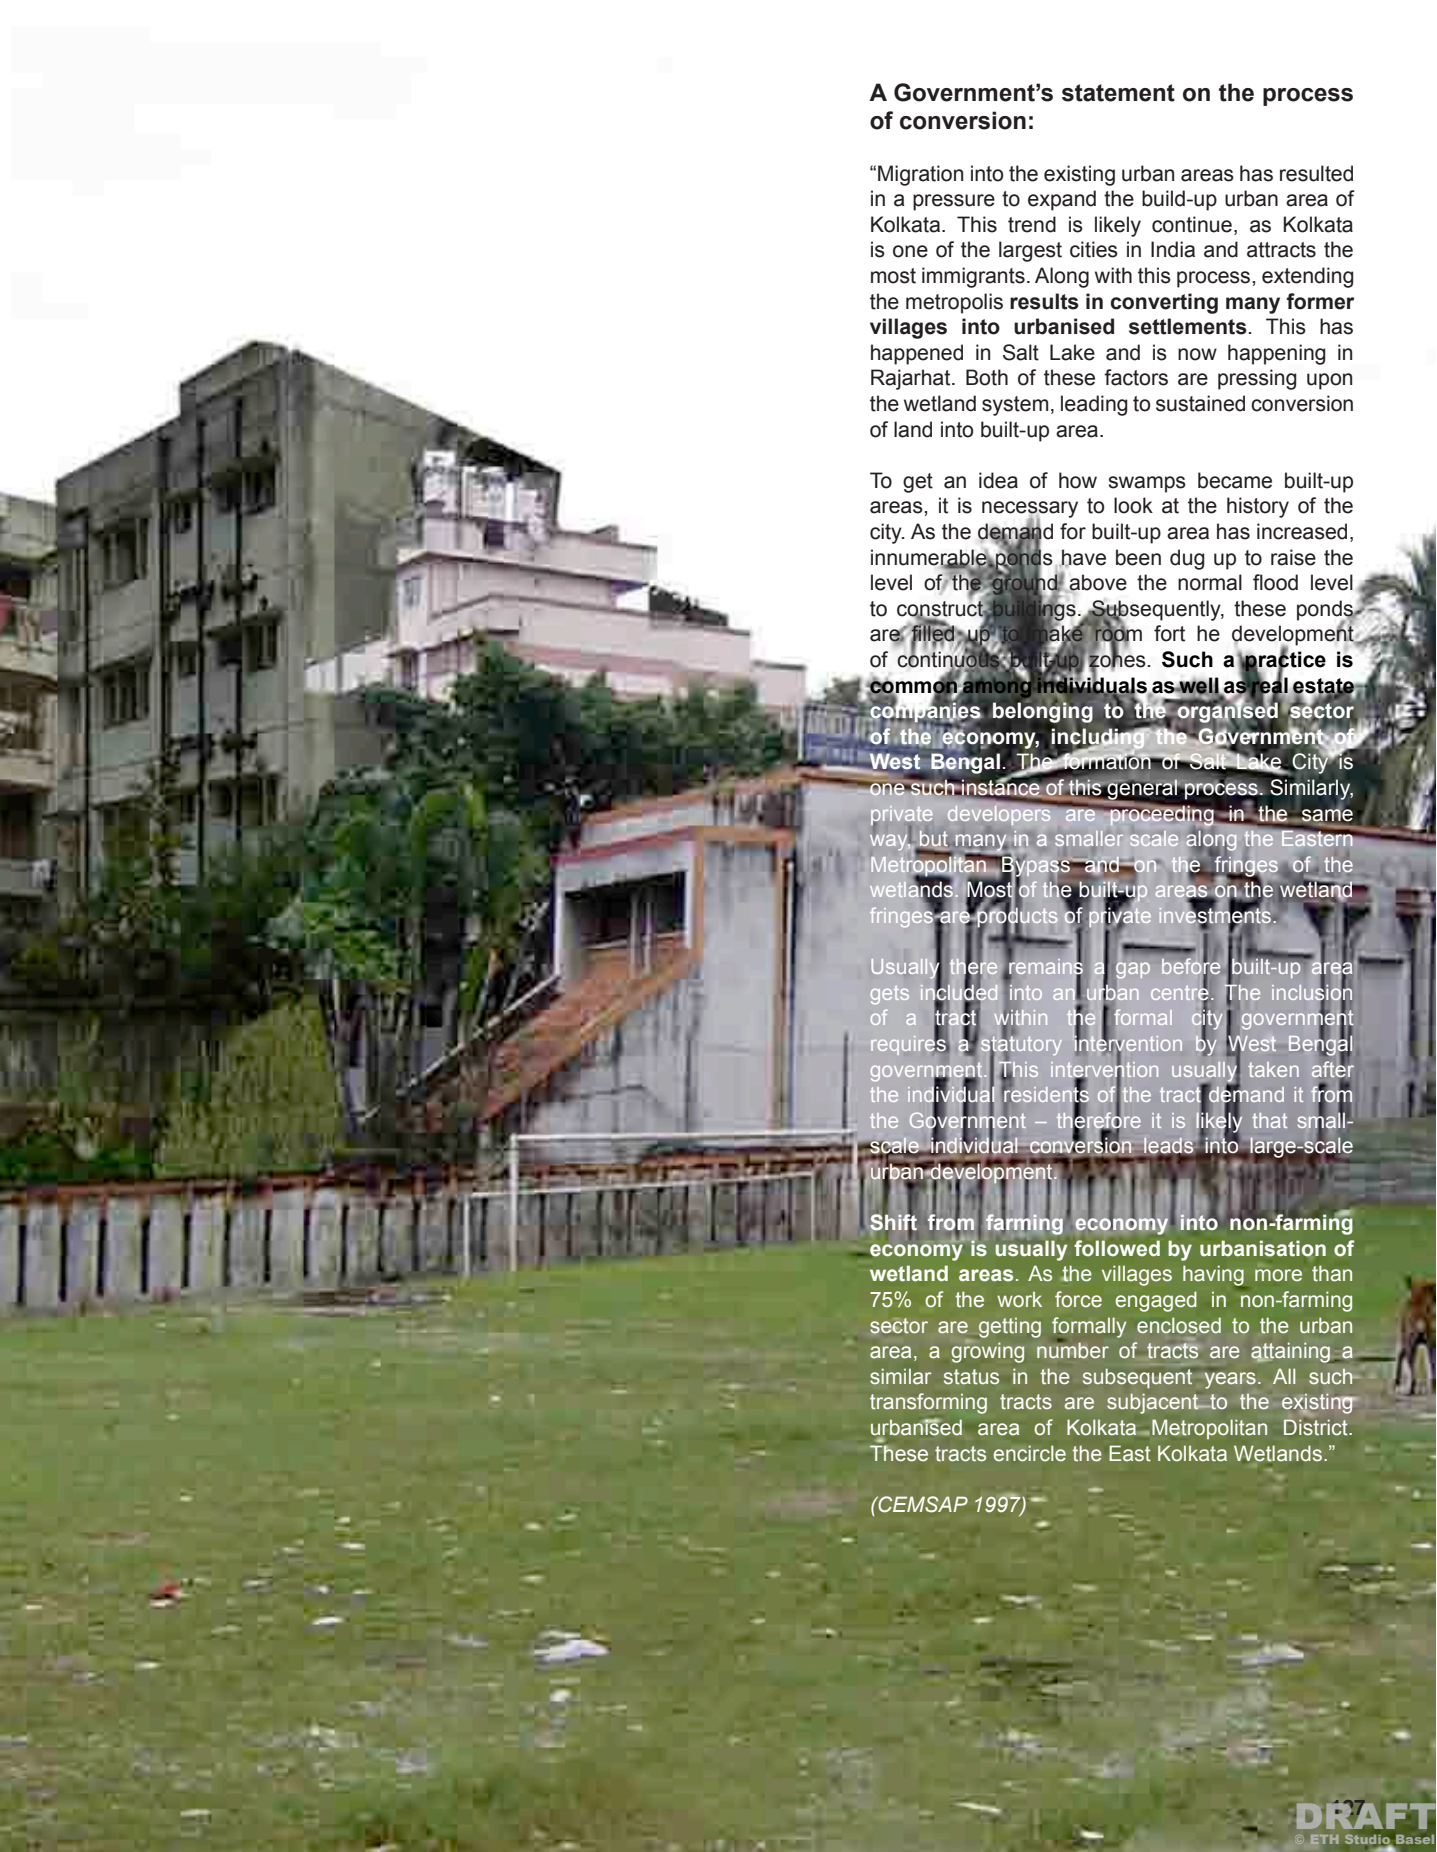 A Government’s statement on the process
of conversion:
“Migration into the existing urban areas has resulted
in a pressure to expand the build-up urban area of
Kolkata. This trend is likely continue, as Kolkata
is one of the largest cities in India and attracts the
most immigrants. Along with this process, extending
the metropolis results in converting many former
villages into urbanised settlements. This has
happened in Salt Lake and is now happening in
Rajarhat. Both of these factors are pressing upon
the wetland system, leading to sustained conversion
of land into built-up area.
To get an idea of how swamps became built-up
areas, it is necessary to look at the history of the
city. As the demand for built-up area has increased,
innumerable ponds have been dug up to raise the
level of the ground above the normal flood level
to construct buildings. Subsequently, these ponds
are filled up to make room fort he development
of continuous built-up zones. Such a practice is
common among individuals as well as real estate
companies belonging to the organised sector
of the economy, including the Government of
West Bengal. The formation of Salt Lake City is
one such instance of this general process. Similarly,
private developers are proceeding in the same
way, but many in a smaller scale along the Eastern
Metropolitan Bypass and on the fringes of the
wetlands. Most of the built-up areas on the wetland
fringes are products of private investments.
Usually there remains a gap before built-up area
gets included into an urban centre. The inclusion
of a tract within the formal city government
requires a statutory intervention by West Bengal
government. This intervention usually taken after
the individual residents of the tract demand it from
the Government – therefore it is likely that small-
scale individual conversion leads into large-scale
urban development.
Shift from farming economy into non-farming
economy is usually followed by urbanisation of
wetland areas. As the villages having more than
75% of the work force engaged in non-farming
sector are getting formally enclosed to the urban
area, a growing number of tracts are attaining a
similar status in the subsequent years. All such
transforming tracts are subjacent to the existing
urbanised area of Kolkata Metropolitan District.
These tracts encircle the East Kolkata Wetlands.”
(CEMSAP 1997)
DRAFT
© ETH Studio Basel